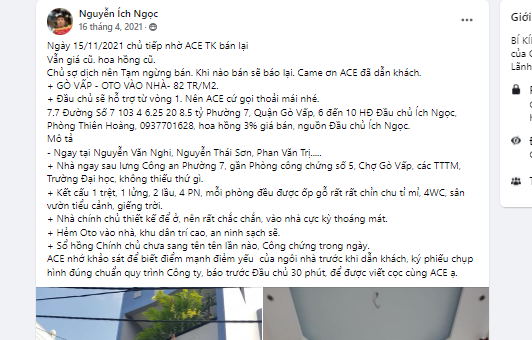 Nguyễn Ích Ngọc
16 tháng 4, 2021 ·
Ngày 15/11/2021 chủ tiếp nhờ ACE TK bán lại
Vẫn giá cũ. hoa hồng cũ.
Chủ sợ dịch nên Tạm ngừng bán. Khi nào bán sẽ báo lại. Came ơn ACE đã dẫn khách.
+ GÒ VẤP - OTO VÀO NHÀ- 82 TR/M2.
+ Đầu chủ sẽ hỗ trợ từ vòng 1. Nên ACE cứ gọi thoải mái nhé.
7.7 Đường Số 7 103 4 6.25 20 8.5 tỷ Phường 7, Quận Gò Vấp, 6 đến 10 HĐ Đầu chủ Ích Ngọc,
Phòng Thiên Hoàng, 0937701628, hoa hồng 3% giá bán, nguồn Đầu chủ Ích Ngọc.
Mô tả
- Ngay tại Nguyễn Văn Nghi, Nguyễn Thái Sơn, Phan Văn Trị.....
+ Nhà ngay sau lưng Công an Phường 7, gần Phòng công chứng số 5, Chợ Gò Vấp, các TTTM,
Trường Đại học, không thiếu thứ gì.
+ Kết cấu 1 trệt, 1 lửng, 2 lầu, 4 PN, mỗi phòng đều được ốp gỗ rất rất chỉn chu tỉ mỉ, 4WC, sân
vườn tiểu cảnh, giếng trời.
+ Nhà chính chủ thiết kế để ở, nên rất chắc chắn, vào nhà cực kỳ thoáng mát.
+ Hẻm Oto vào nhà, khu dân trí cao, an ninh sạch sẽ.
+ Sổ hồng Chính chủ chưa sang tên tên lần nào, Công chứng trong ngày.
ACE nhớ khảo sát để biết điểm mạnh điểm yếu của ngôi nhà trước khi dẫn khách, ký phiếu chụp
hình đúng chuẩn quy trình Công ty, báo trước Đầu chủ 30 phút, để được viết cọc cùng ACE ạ.
Giới
BÍ KÍ
của C
Lãnh